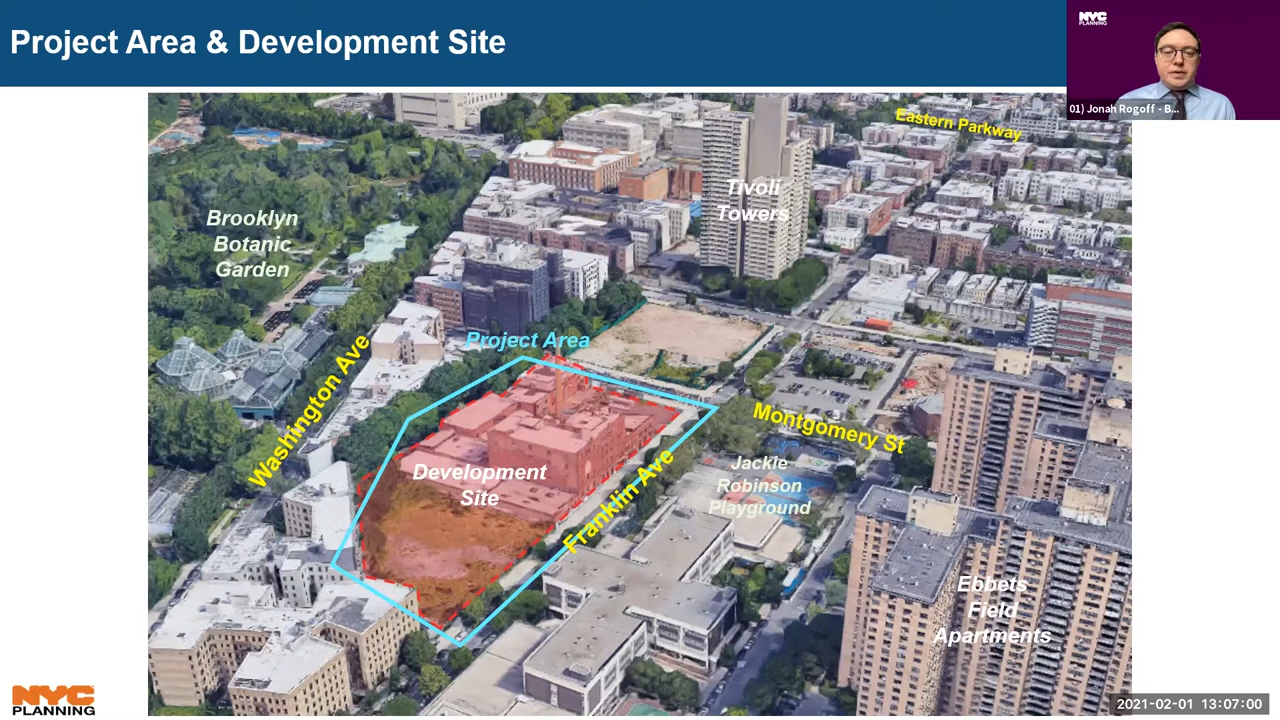 Project Area & Development Site
NYC
PLANNING
01) Jonah Rogoff - B...
Eastern Parkway
Tivoli
Towers
Brooklyn
Botanic
Garden
Project Area
Washington Ave
Montgomery St
Development
Site
Franklin Ave
Jackie
Robinson
Playground
Ebbets
Field
Apartments
NYC
PLANNING
2021-02-01 13:07:00